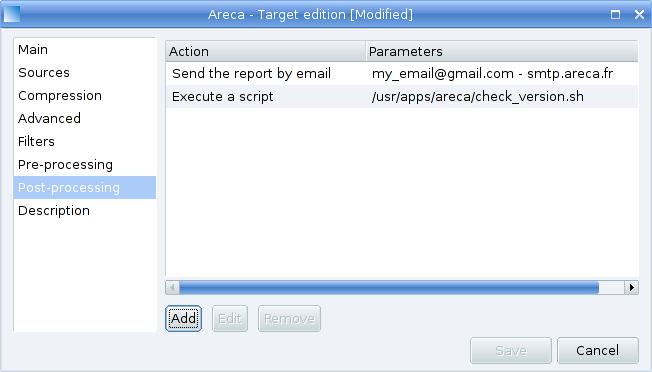 Areca - Target edition [Modified]
Main
Sources
Compression
Advanced
Filters
Pre-processing
Post-processing
Description
Action Parameters
Send the report by email my_email@gmail.com - smtp.areca.fr
Execute a script /usr/apps/areca/check_version.sh
Add Edit Remove
Save Cancel